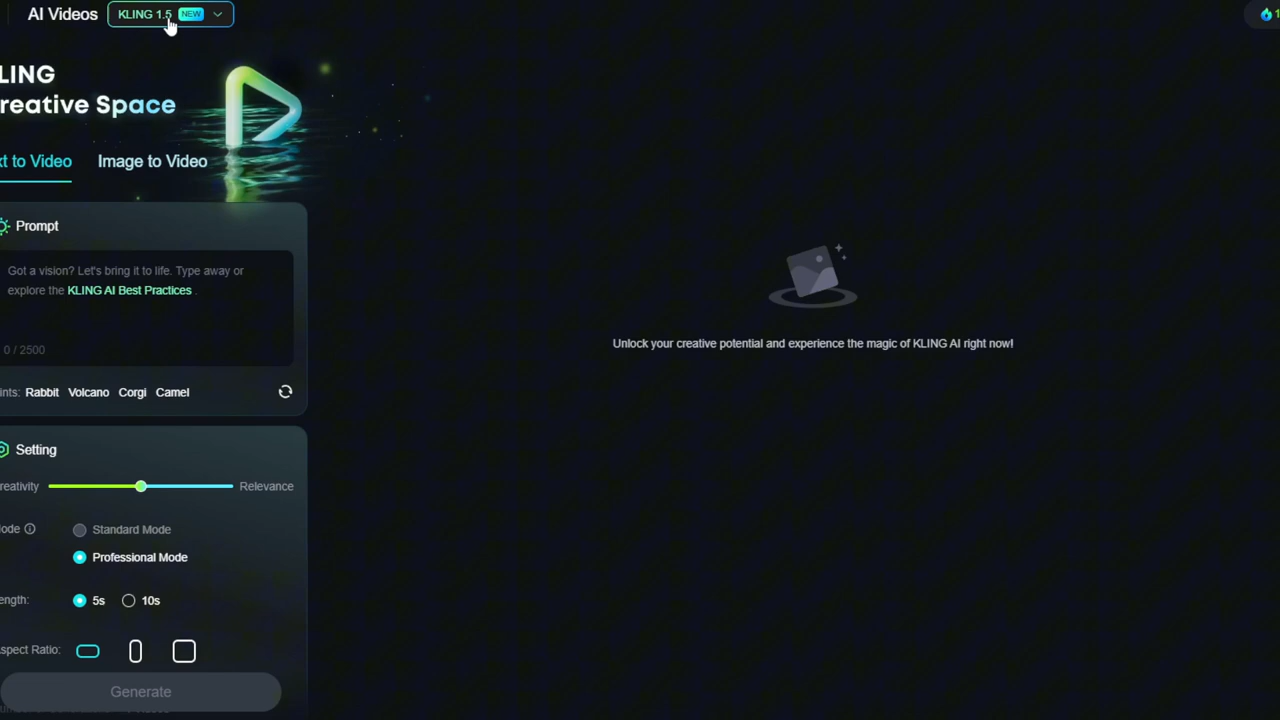 AI Videos KLING 1.5 NEW
LING
reative Space
xt to Video Image to Video
Prompt
Got a vision? Let's bring it to life. Type away or
explore the KLING AI Best Practices .
0 / 2500
ints: Rabbit Volcano Corgi Camel
Unlock your creative potential and experience the magic of KLING AI right now!
Setting
reativity Relevance
ode Standard Mode
Professional Mode
ength: 5s 10s
spect Ratio:
Generate